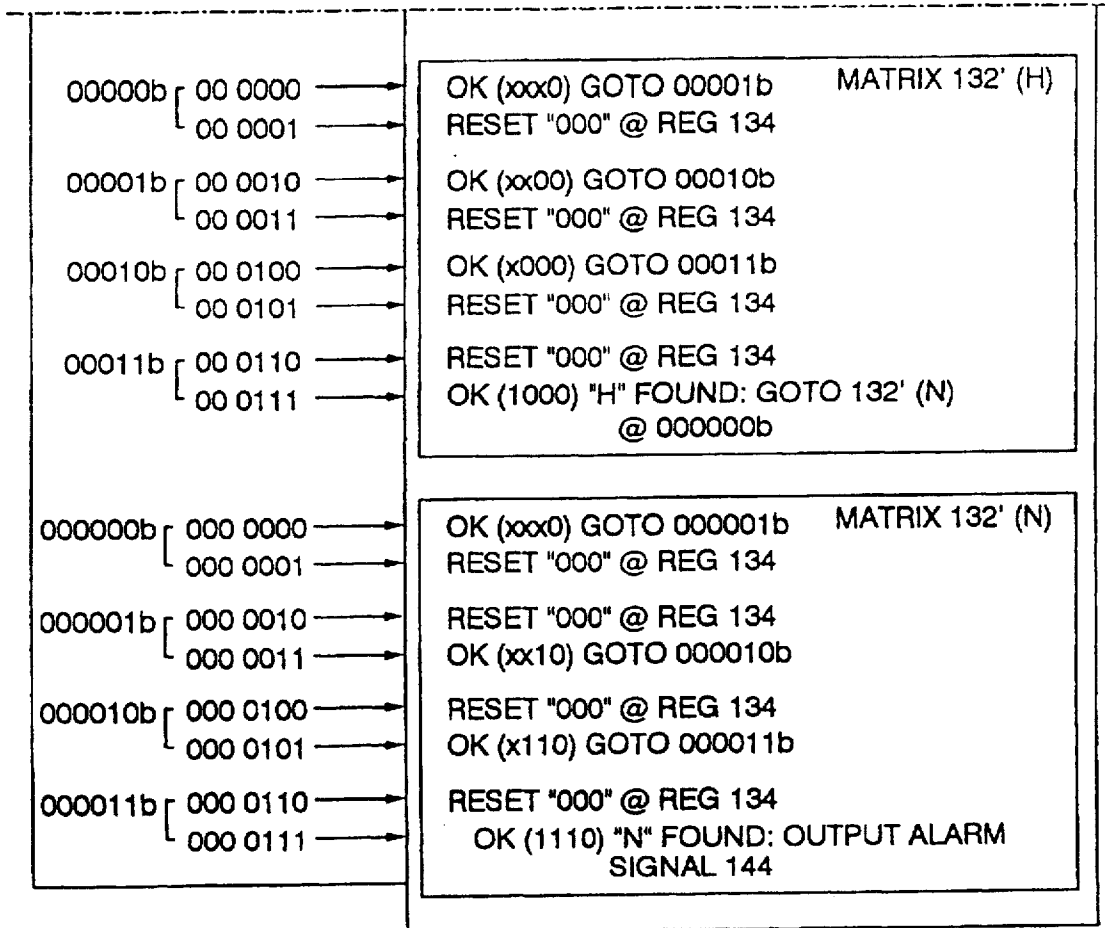 MATRIX 132' (H)
00000b 00 0000 OK (xxx0) GOTO 00001b
00 0001 RESET "000" @ REG 134
00001b 00 0010 OK (xx00) GOTO 00010b
00 0011 RESET "000" @ REG 134
00010b 00 0100 OK (x000) GOTO 00011b
00 0101 RESET "000" @ REG 134
00011b 00 0110 RESET "000" @ REG 134
00 0111 OK (1000) "H" FOUND: GOTO 132' (N)
@ 000000b
MATRIX 132' (N)
000000b 000 0000 OK (xxx0) GOTO 000001b
000 0001 RESET "000" @ REG 134
000001b 000 0010 RESET "000" @ REG 134
000 0011 OK (xx10) GOTO 000010b
000010b 000 0100 RESET "000" @ REG 134
000 0101 OK (x110) GOTO 000011b
000011b 000 0110 RESET "000" @ REG 134
000 0111 OK (1110) "N" FOUND: OUTPUT ALARM
SIGNAL 144